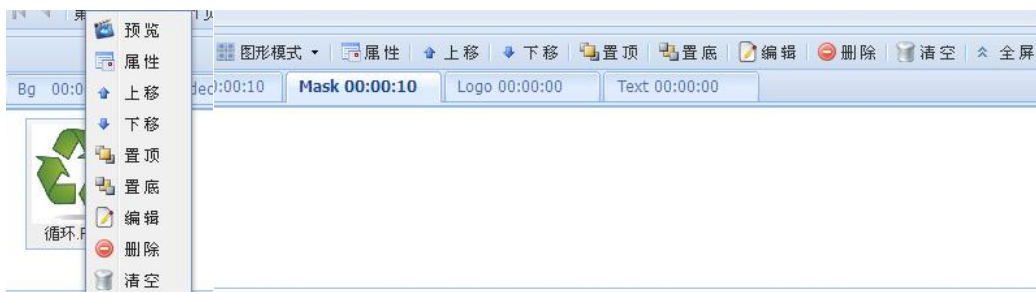 第
预览
属性
上移
下移
置顶
置底
编辑
删除
清空
图形模式 属性 上移 下移 置顶 置底 编辑 删除 清空 全屏
Bg 00:0
:00:10 Mask 00:00:10 Logo 00:00:00 Text 00:00:00
循环.